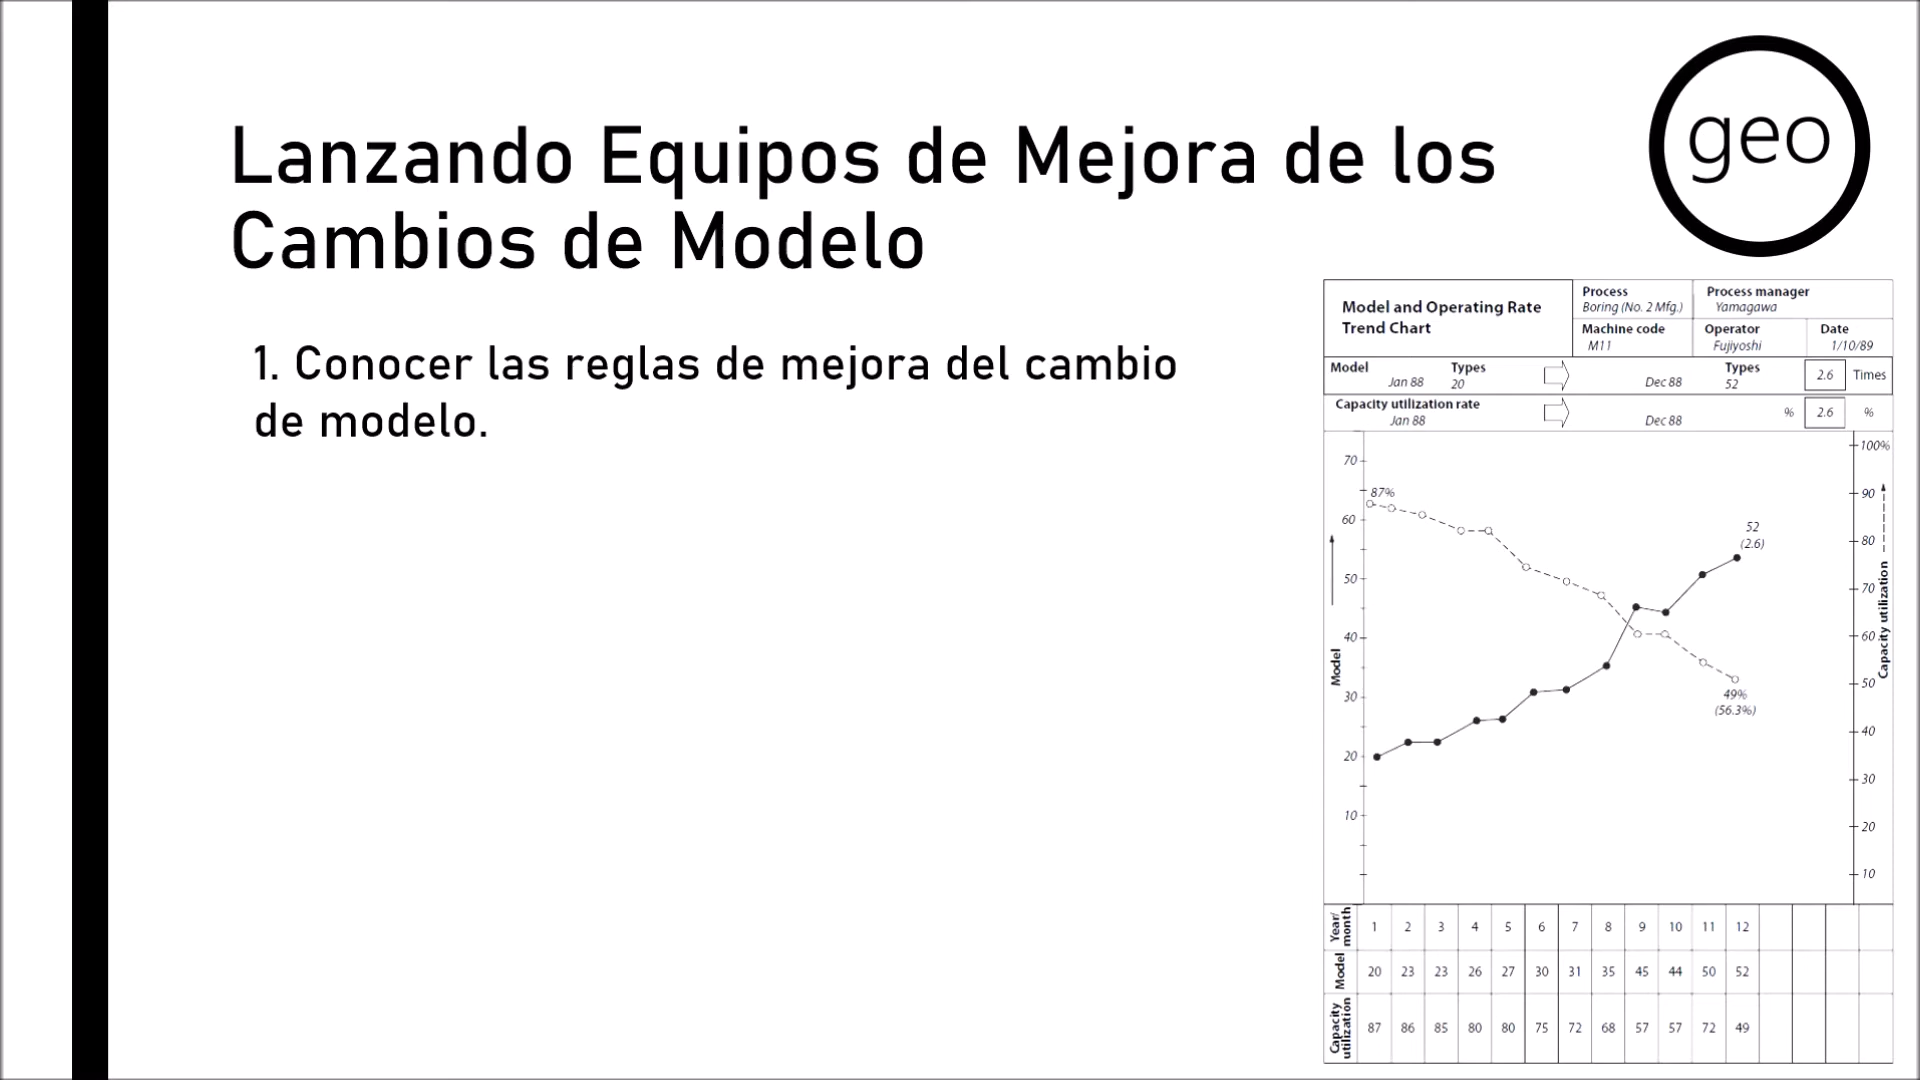 Lanzando Equipos de Mejora de los
Cambios de Modelo
geo
1. Conocer las reglas de mejora del cambio
de modelo.
Model and Operating Rate
Trend Chart
Process
Boring (No. 2 Mfg.)
Process manager
Yamagawa
Machine code
M11
Operator
Fujiyoshi
Date
1/10/89
Model Types Types
Jan 88 20 Dec 88 52 2.6 Times
Capacity utilization rate
Jan 88 Dec 88 % 2.6 %
70
60
50
40
30
20
10
Model
87%
52
(2.6)
49%
(56.3%)
100%
90
80
70
60
50
40
30
20
10
Capacity utilization
Year/
month 1 2 3 4 5 6 7 8 9 10 11 12
Model 20 23 23 26 27 30 31 35 45 44 50 52
Capacity
utilization 87 86 85 80 80 75 72 68 57 57 72 49